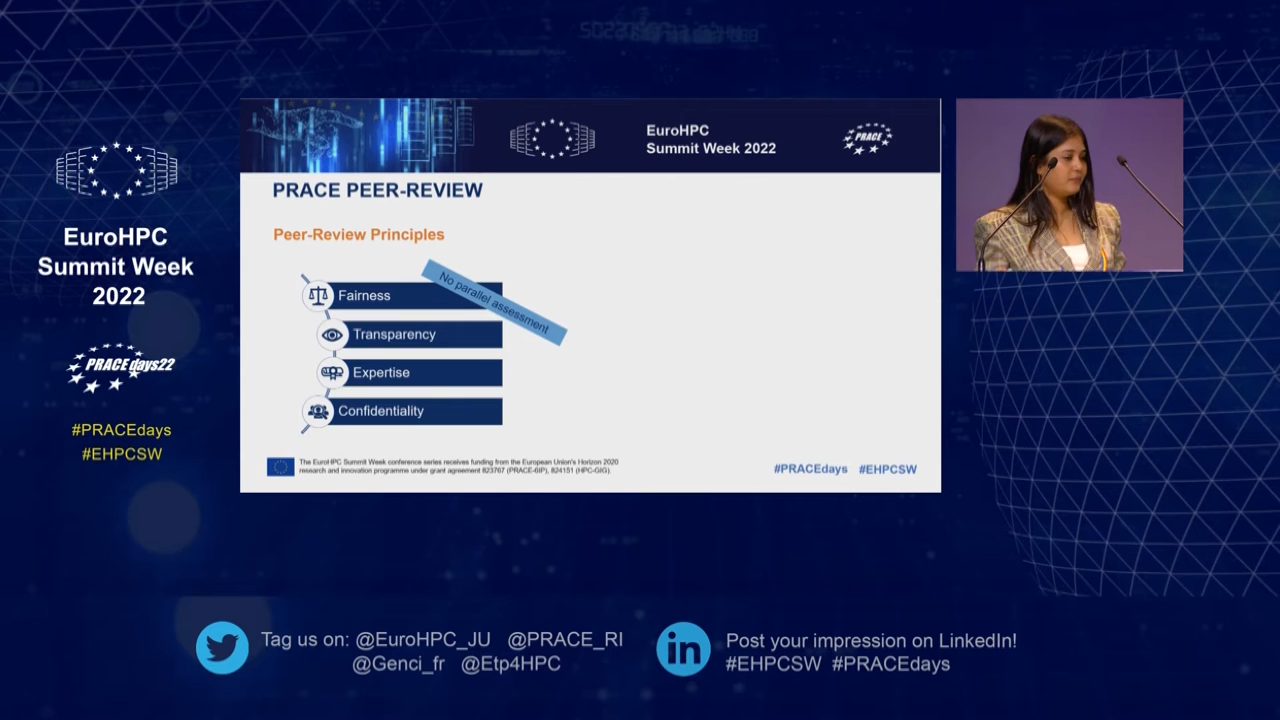 EuroHPC
Summit Week
2022
PRACEdays22
#PRACEdays
#EHPCSW
EuroHPC
Summit Week 2022
PRACE
PRACE PEER-REVIEW
Peer-Review Principles
No parallel assessment
Fairness
Transparency
Expertise
Confidentiality
The EuroHPC Summit Week conference series receives funding from the European Union's Horizon 2020
research and innovation programme under grant agreement 823767 (PRACE-6IP), 824151 (HPC-GIG)
#PRACEdays #EHPCSW
Tag us on: @EuroHPC_JU @PRACE_RI
@Genci_fr @Etp4HPC
in
Post your impression on LinkedIn!
#EHPCSW #PRACEdays